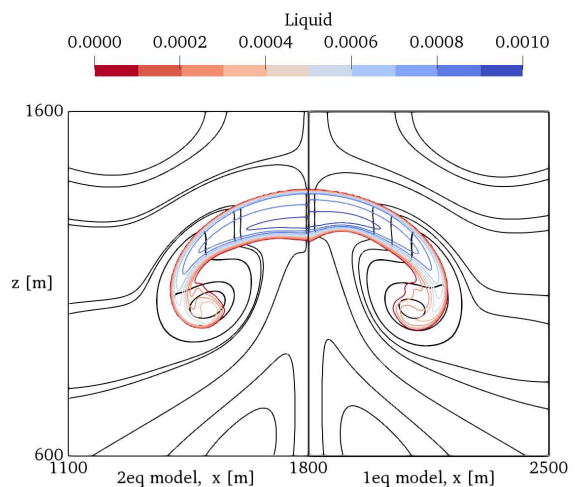 Liquid
0.0000 0.0002 0.0004 0.0006 0.0008 0.0010
1600
z [m]
600
1100 1800 2500
2eq model, x [m] 1eq model, x [m]